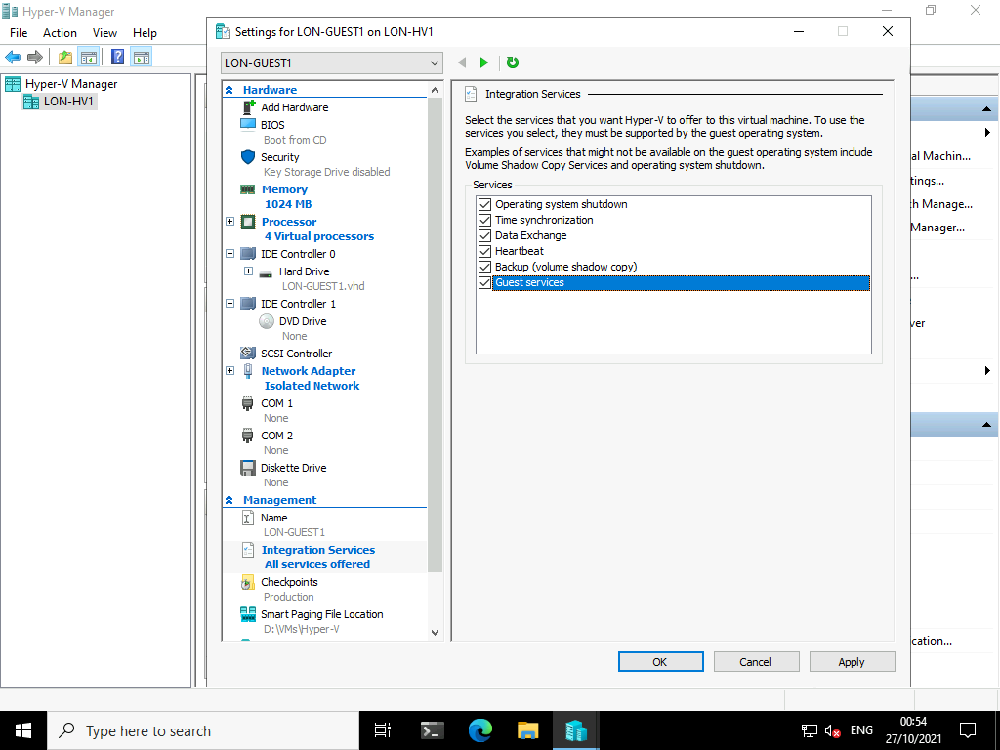 Hyper-V Manager
File Action View Help
Hyper-V Manager
LON-HV1
Settings for LON-GUEST1 on LON-HV1
LON-GUEST1
Hardware
Add Hardware
BIOS
Boot from CD
Security
Key Storage Drive disabled
Memory
1024 MB
Processor
4 Virtual processors
IDE Controller 0
Hard Drive
LON-GUEST1.vhd
IDE Controller 1
DVD Drive
None
SCSI Controller
Network Adapter
Isolated Network
COM 1
None
COM 2
None
Diskette Drive
None
Management
Name
LON-GUEST1
Integration Services
All services offered
Checkpoints
Production
Smart Paging File Location
D:\VMs\Hyper-V
Integration Services
Select the services that you want Hyper-V to offer to this virtual machine. To use the
services you select, they must be supported by the guest operating system.
Examples of services that might not be available on the guest operating system include
Volume Shadow Copy Services and operating system shutdown.
Services
Operating system shutdown
Time synchronization
Data Exchange
Heartbeat
Backup (volume shadow copy)
Guest services
OK Cancel Apply
al Machin...
tings...
h Manage...
Manager...
...
ver
cation...
Type here to search
ENG
00:54
27/10/2021